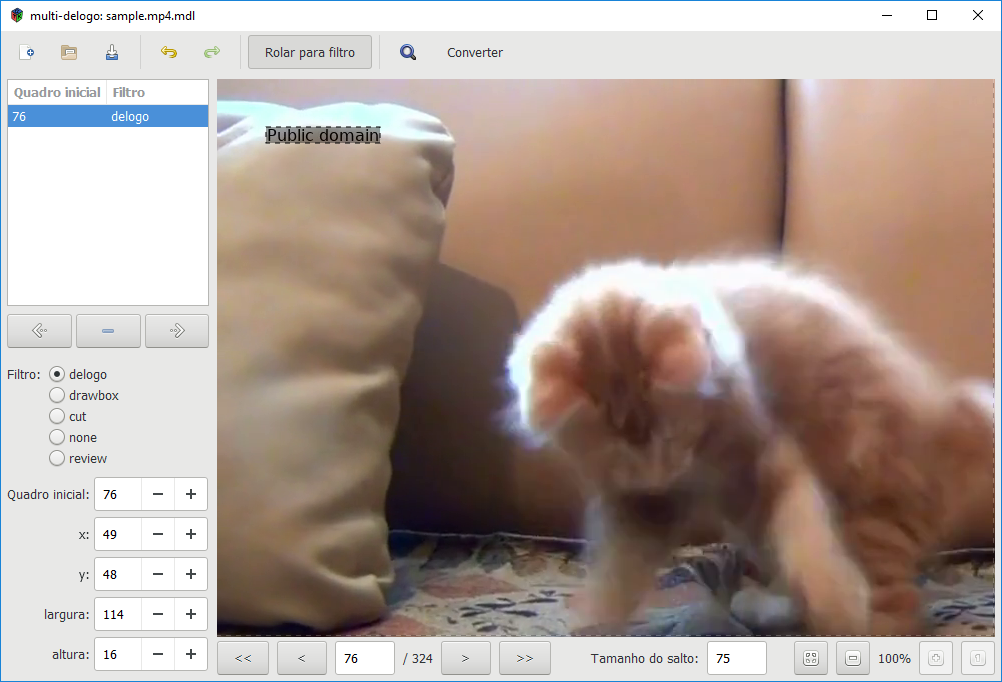 multi-delogo: sample.mp4.mdl
Rolar para filtro
Converter
Quadro inicial Filtro
76 delogo
Public domain
Filtro: delogo
drawbox
cut
none
review
Quadro inicial: 76
x: 49
y: 48
largura: 114
altura: 16
<< < 76 / 324 > >> Tamanho do salto: 75 100%